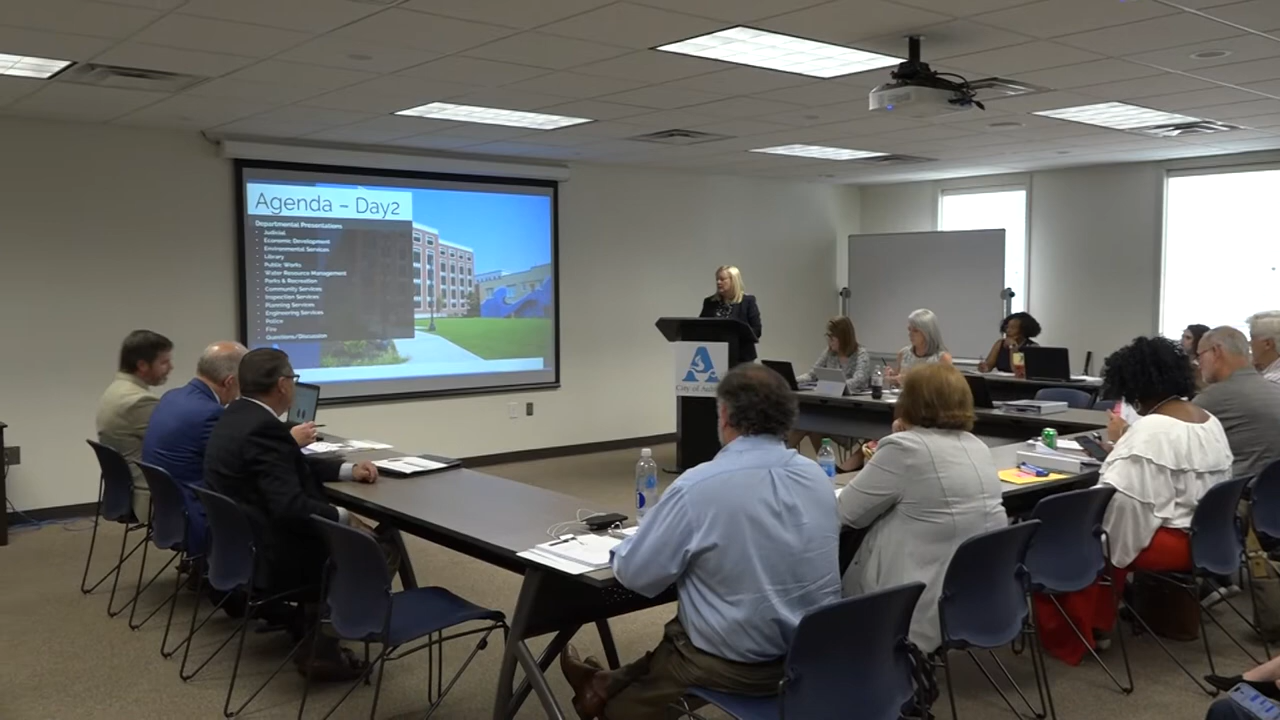 Agenda – Day2
Departmental Presentations
- Judicial
- Economic Development
- Environmental Services
- Library
- Public Works
- Water Resource Management
- Parks & Recreation
- Community Services
- Inspection Services
- Planning Services
- Engineering Services
- Police
- Fire
- Questions/Discussion
A
City of